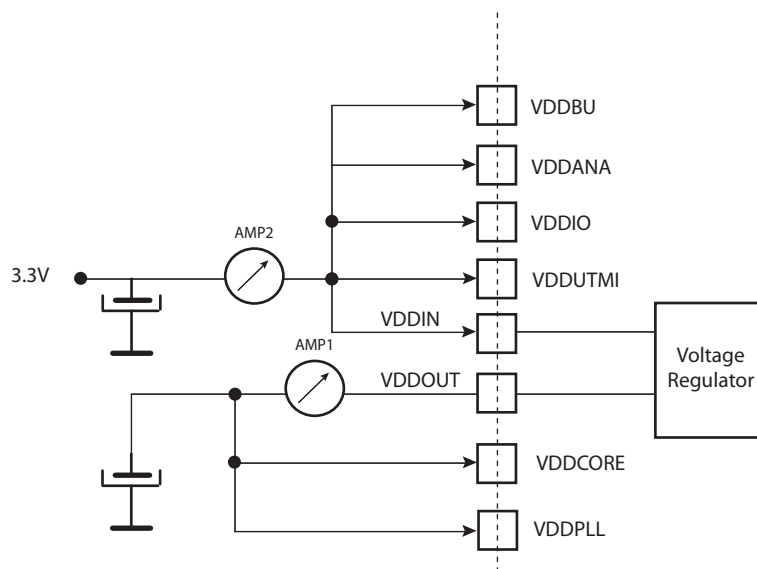 VDDBU
VDDANA
VDDIO
AMP2
3.3V
VDDUTMI
VDDIN
AMP1
VDDOUT
Voltage
Regulator
VDDCORE
VDDPLL